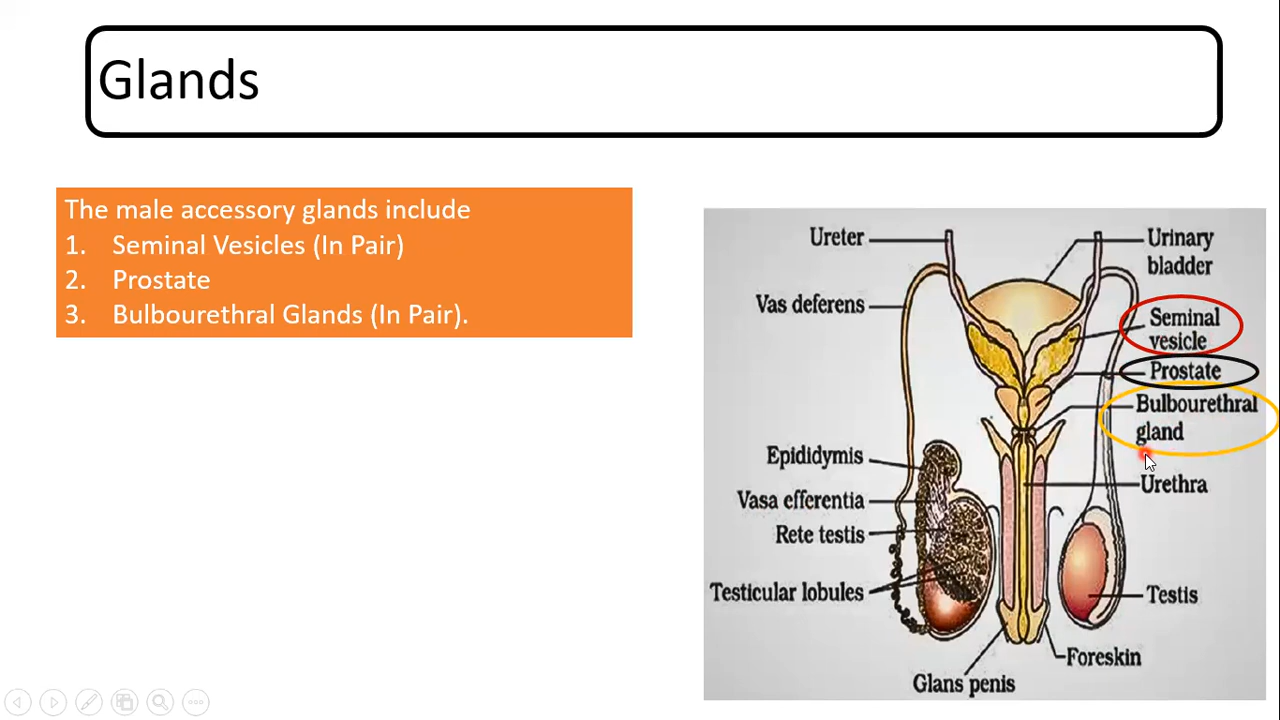 Glands
The male accessory glands include
1. Seminal Vesicles (In Pair)
2. Prostate
3. Bulbourethral Glands (In Pair).
Ureter
Urinary
bladder
Vas deferens
Seminal
vesicle
Prostate
Bulbourethral
gland
Epididymis
Urethra
Vasa efferentia
Rete testis
Testicular lobules
Testis
Foreskin
Glans penis